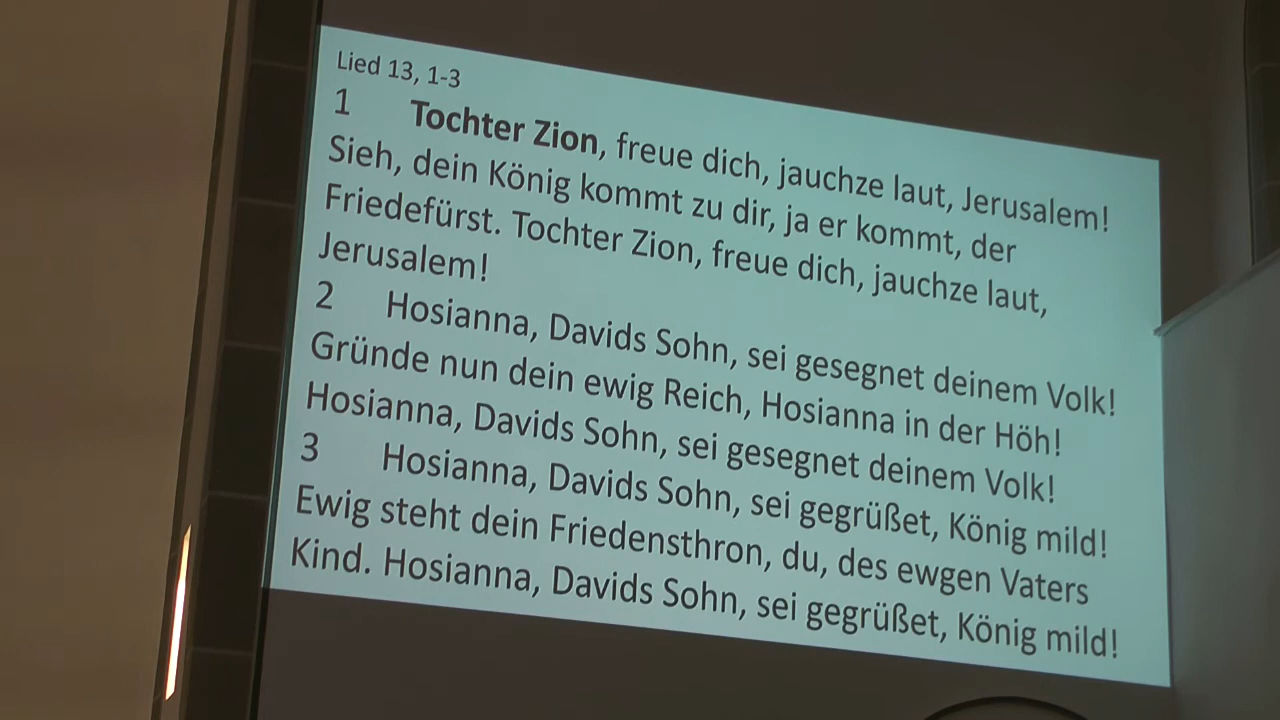 Lied 13, 1-3
1 Tochter Zion, freue dich, jauchze laut, Jerusalem!
Sieh, dein König kommt zu dir, ja er kommt, der
Friedefürst. Tochter Zion, freue dich, jauchze laut,
Jerusalem!
2 Hosianna, Davids Sohn, sei gesegnet deinem Volk!
Gründe nun dein ewig Reich, Hosianna in der Höh!
Hosianna, Davids Sohn, sei gesegnet deinem Volk!
3 Hosianna, Davids Sohn, sei gegrüßet, König mild!
Ewig steht dein Friedensthron, du, des ewgen Vaters
Kind. Hosianna, Davids Sohn, sei gegrüßet, König mild!